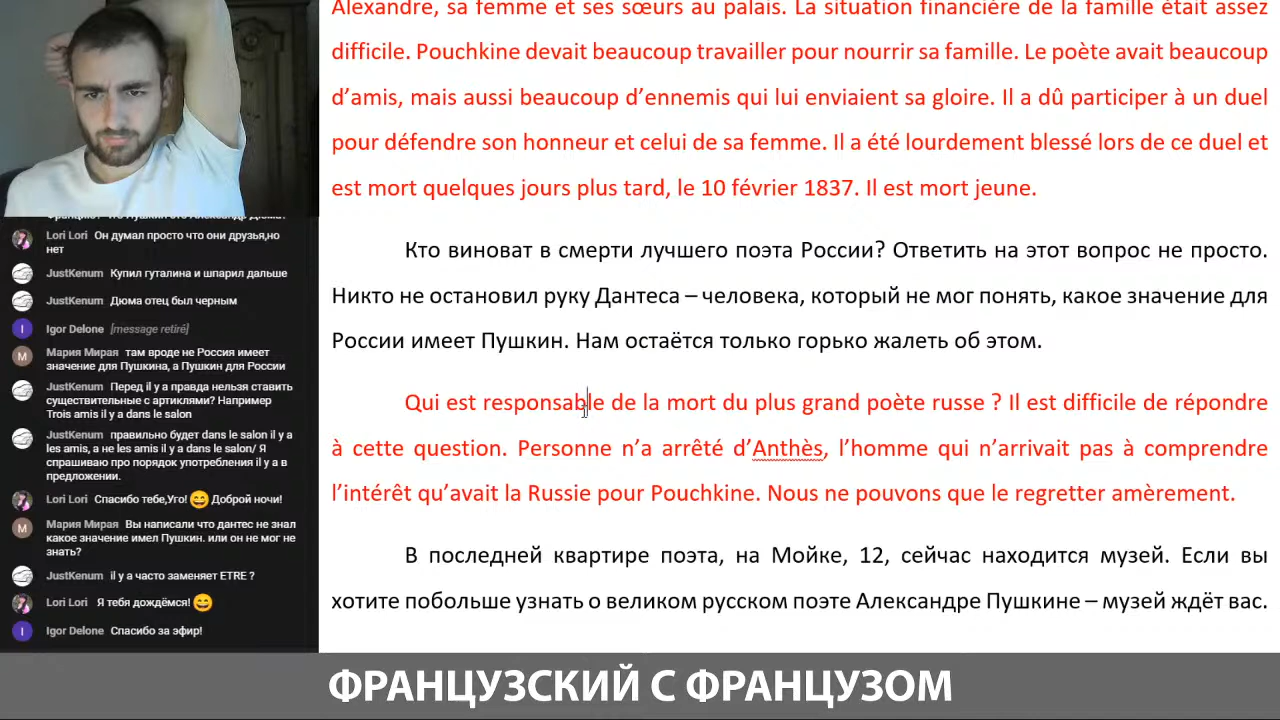 Alexandre, sa femme et ses sœurs au palais. La situation financière de la famille était assez
difficile. Pouchkine devait beaucoup travailler pour nourrir sa famille. Le poète avait beaucoup
d’amis, mais aussi beaucoup d’ennemis qui lui enviaient sa gloire. Il a dû participer à un duel
pour défendre son honneur et celui de sa femme. Il a été lourdement blessé lors de ce duel et
est mort quelques jours plus tard, le 10 février 1837. Il est mort jeune.
Кто виноват в смерти лучшего поэта России? Ответить на этот вопрос не просто.
Никто не остановил руку Дантеса – человека, который не мог понять, какое значение для
России имеет Пушкин. Нам остаётся только горько жалеть об этом.
Qui est responsable de la mort du plus grand poète russe ? Il est difficile de répondre
à cette question. Personne n’a arrêté d’Anthès, l’homme qui n’arrivait pas à comprendre
l’intérêt qu’avait la Russie pour Pouchkine. Nous ne pouvons que le regretter amèrement.
В последней квартире поэта, на Мойке, 12, сейчас находится музей. Если вы
хотите побольше узнать о великом русском поэте Александре Пушкине – музей ждёт вас.
Lori Lori Он думал просто что они друзья,но
нет
JustKenum Купил гуталина и шпарил дальше
JustKenum Дюма отец был черным
Igor Delone [message retiré]
Мария Мирая там вроде не Россия имеет
значение для Пушкина, а Пушкин для России
JustKenum Перед il y a правда нельзя ставить
существительные с артиклями? Например
Trois amis il y a dans le salon
JustKenum правильно будет dans le salon il y a
les amis, а не les amis il y a dans le salon/ Я
спрашиваю про порядок употребления il y a в
предложении.
Lori Lori Спасибо тебе,Уго! 😄 Доброй ночи!
Мария Мирая Вы написали что дантес не знал
какое значение имел Пушкин. или он не мог не
знать?
JustKenum il y a часто заменяет ETRE ?
Lori Lori Я тебя дождёмся! 😄
Igor Delone Спасибо за эфир!
ФРАНЦУЗСКИЙ С ФРАНЦУЗОМ